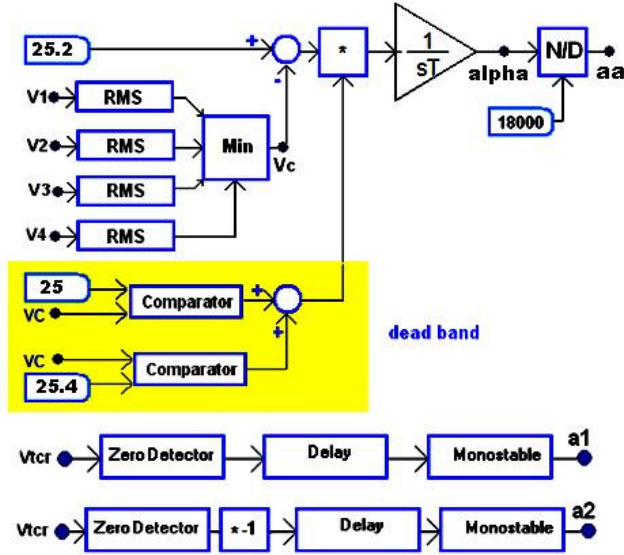 25.2
+
-
*
1
sT
alpha
N/D
aa
18000
V1
RMS
V2
RMS
V3
RMS
V4
RMS
Min
Vc
25
VC
Comparator
+
+
VC
25.4
Comparator
dead band
Vtcr
Zero Detector
Delay
Monostable
a1
Vtcr
Zero Detector
*-1
Delay
Monostable
a2